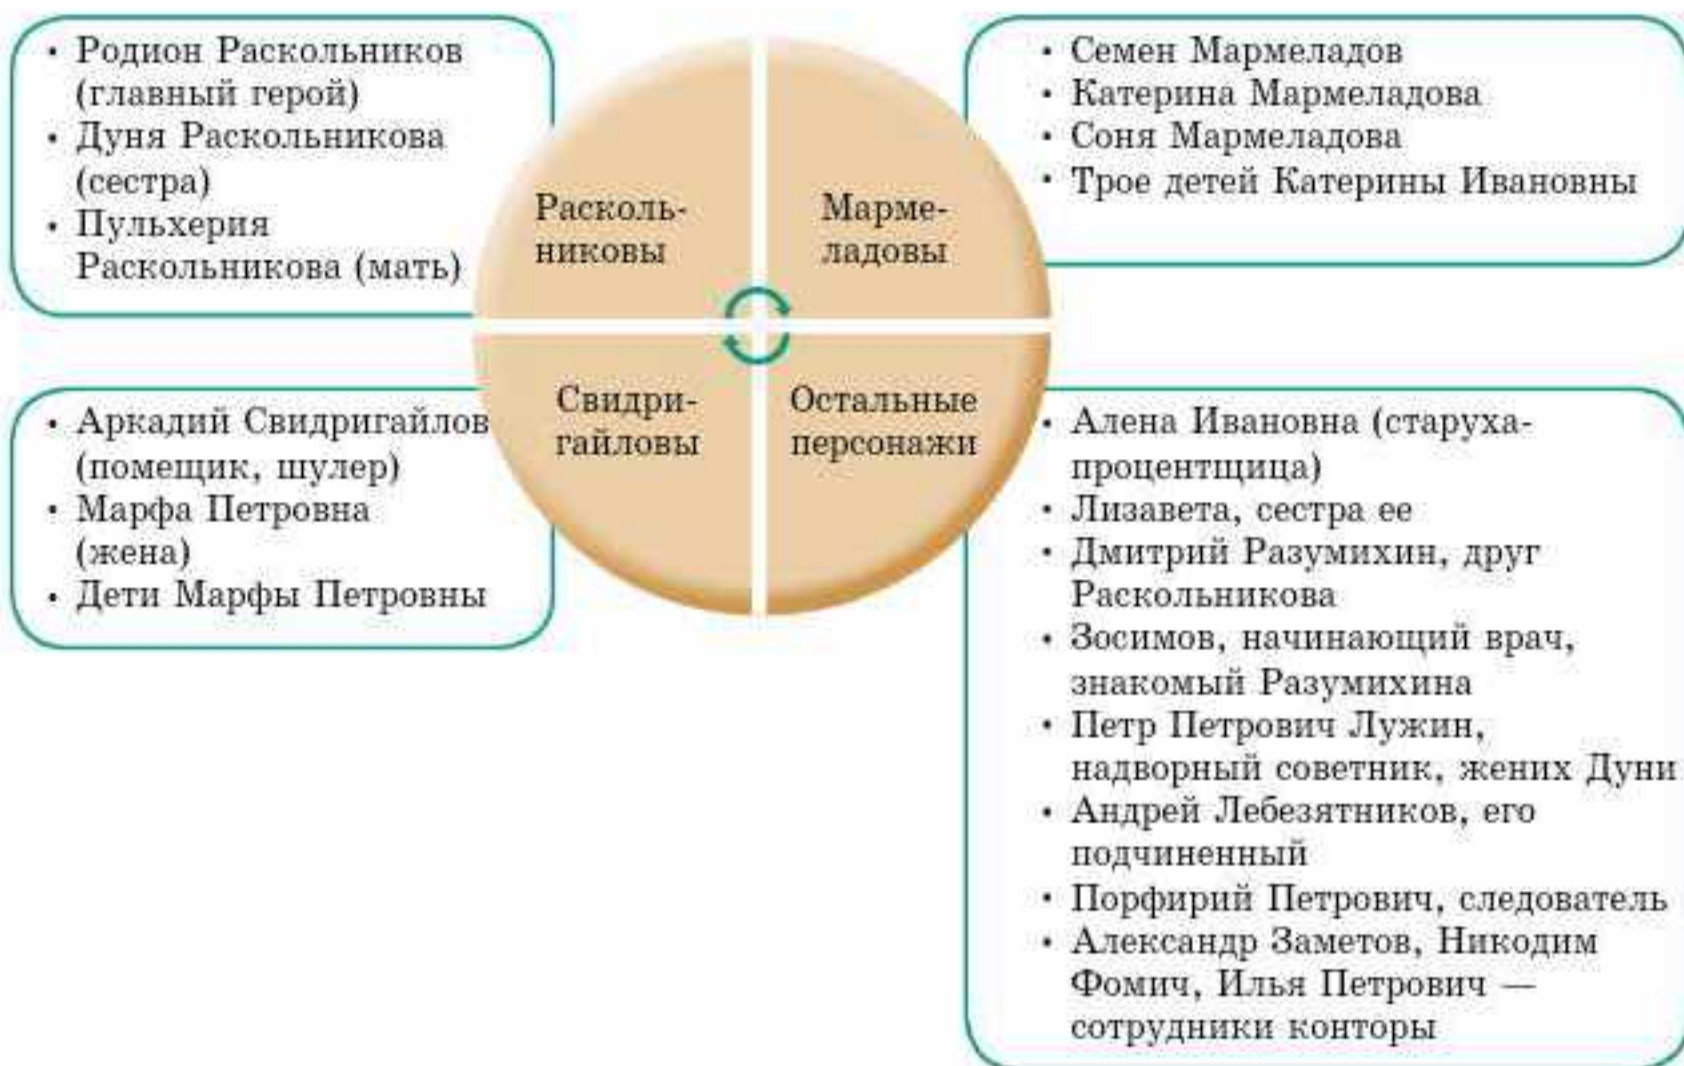 • Родион Раскольников
(главный герой)
• Дуня Раскольникова
(сестра)
• Пульхерия
Раскольникова (мать)
Расколь-
никовы
Марме-
ладовы
• Семен Мармеладов
• Катерина Мармеладова
• Соня Мармеладова
• Трое детей Катерины Ивановны
• Аркадий Свидригайлов
(помещик, шулер)
• Марфа Петровна
(жена)
• Дети Марфы Петровны
Свидри-
гайловы
Остальные
персонажи
• Алена Ивановна (старуха-
процентщица)
• Лизавета, сестра ее
• Дмитрий Разумихин, друг
Раскольникова
• Зосимов, начинающий врач,
знакомый Разумихина
• Петр Петрович Лужин,
надворный советник, жених Дуни
• Андрей Лебезятников, его
подчиненный
• Порфирий Петрович, следователь
• Александр Заметов, Никодим
Фомич, Илья Петрович —
сотрудники конторы